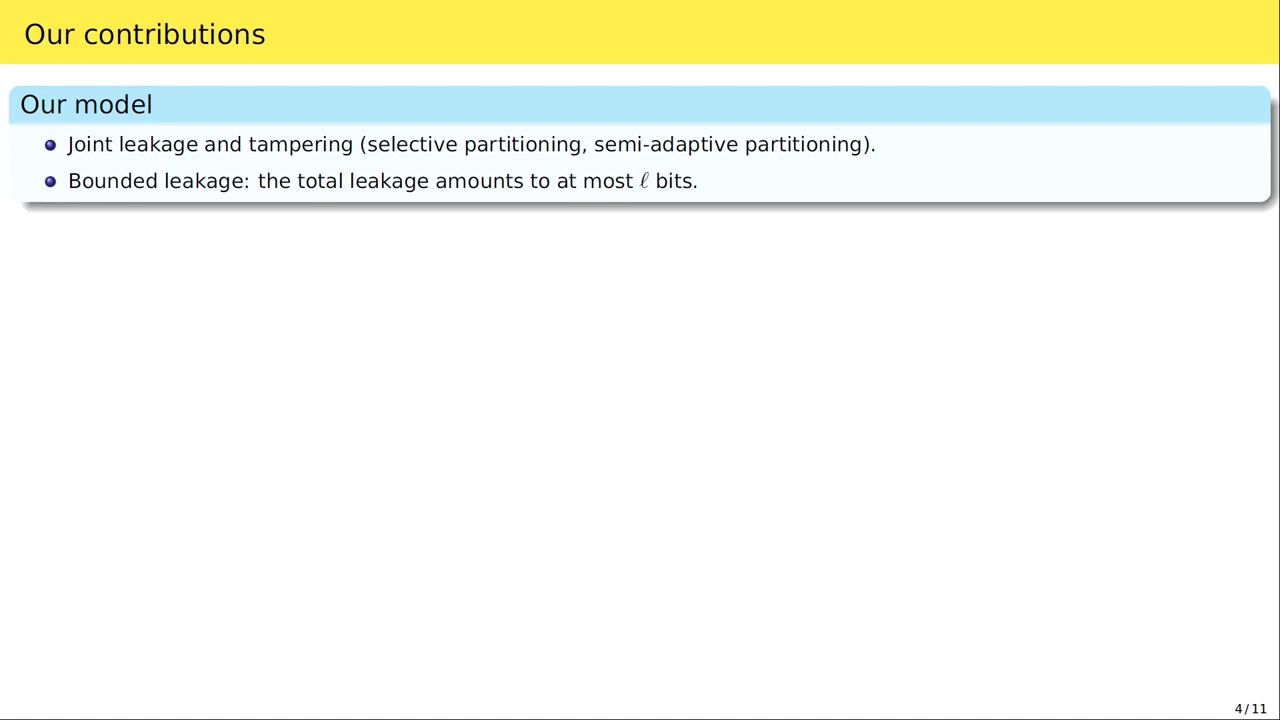 Our contributions
Our model
Joint leakage and tampering (selective partitioning, semi-adaptive partitioning).
Bounded leakage: the total leakage amounts to at most ℓ bits.
4 / 11